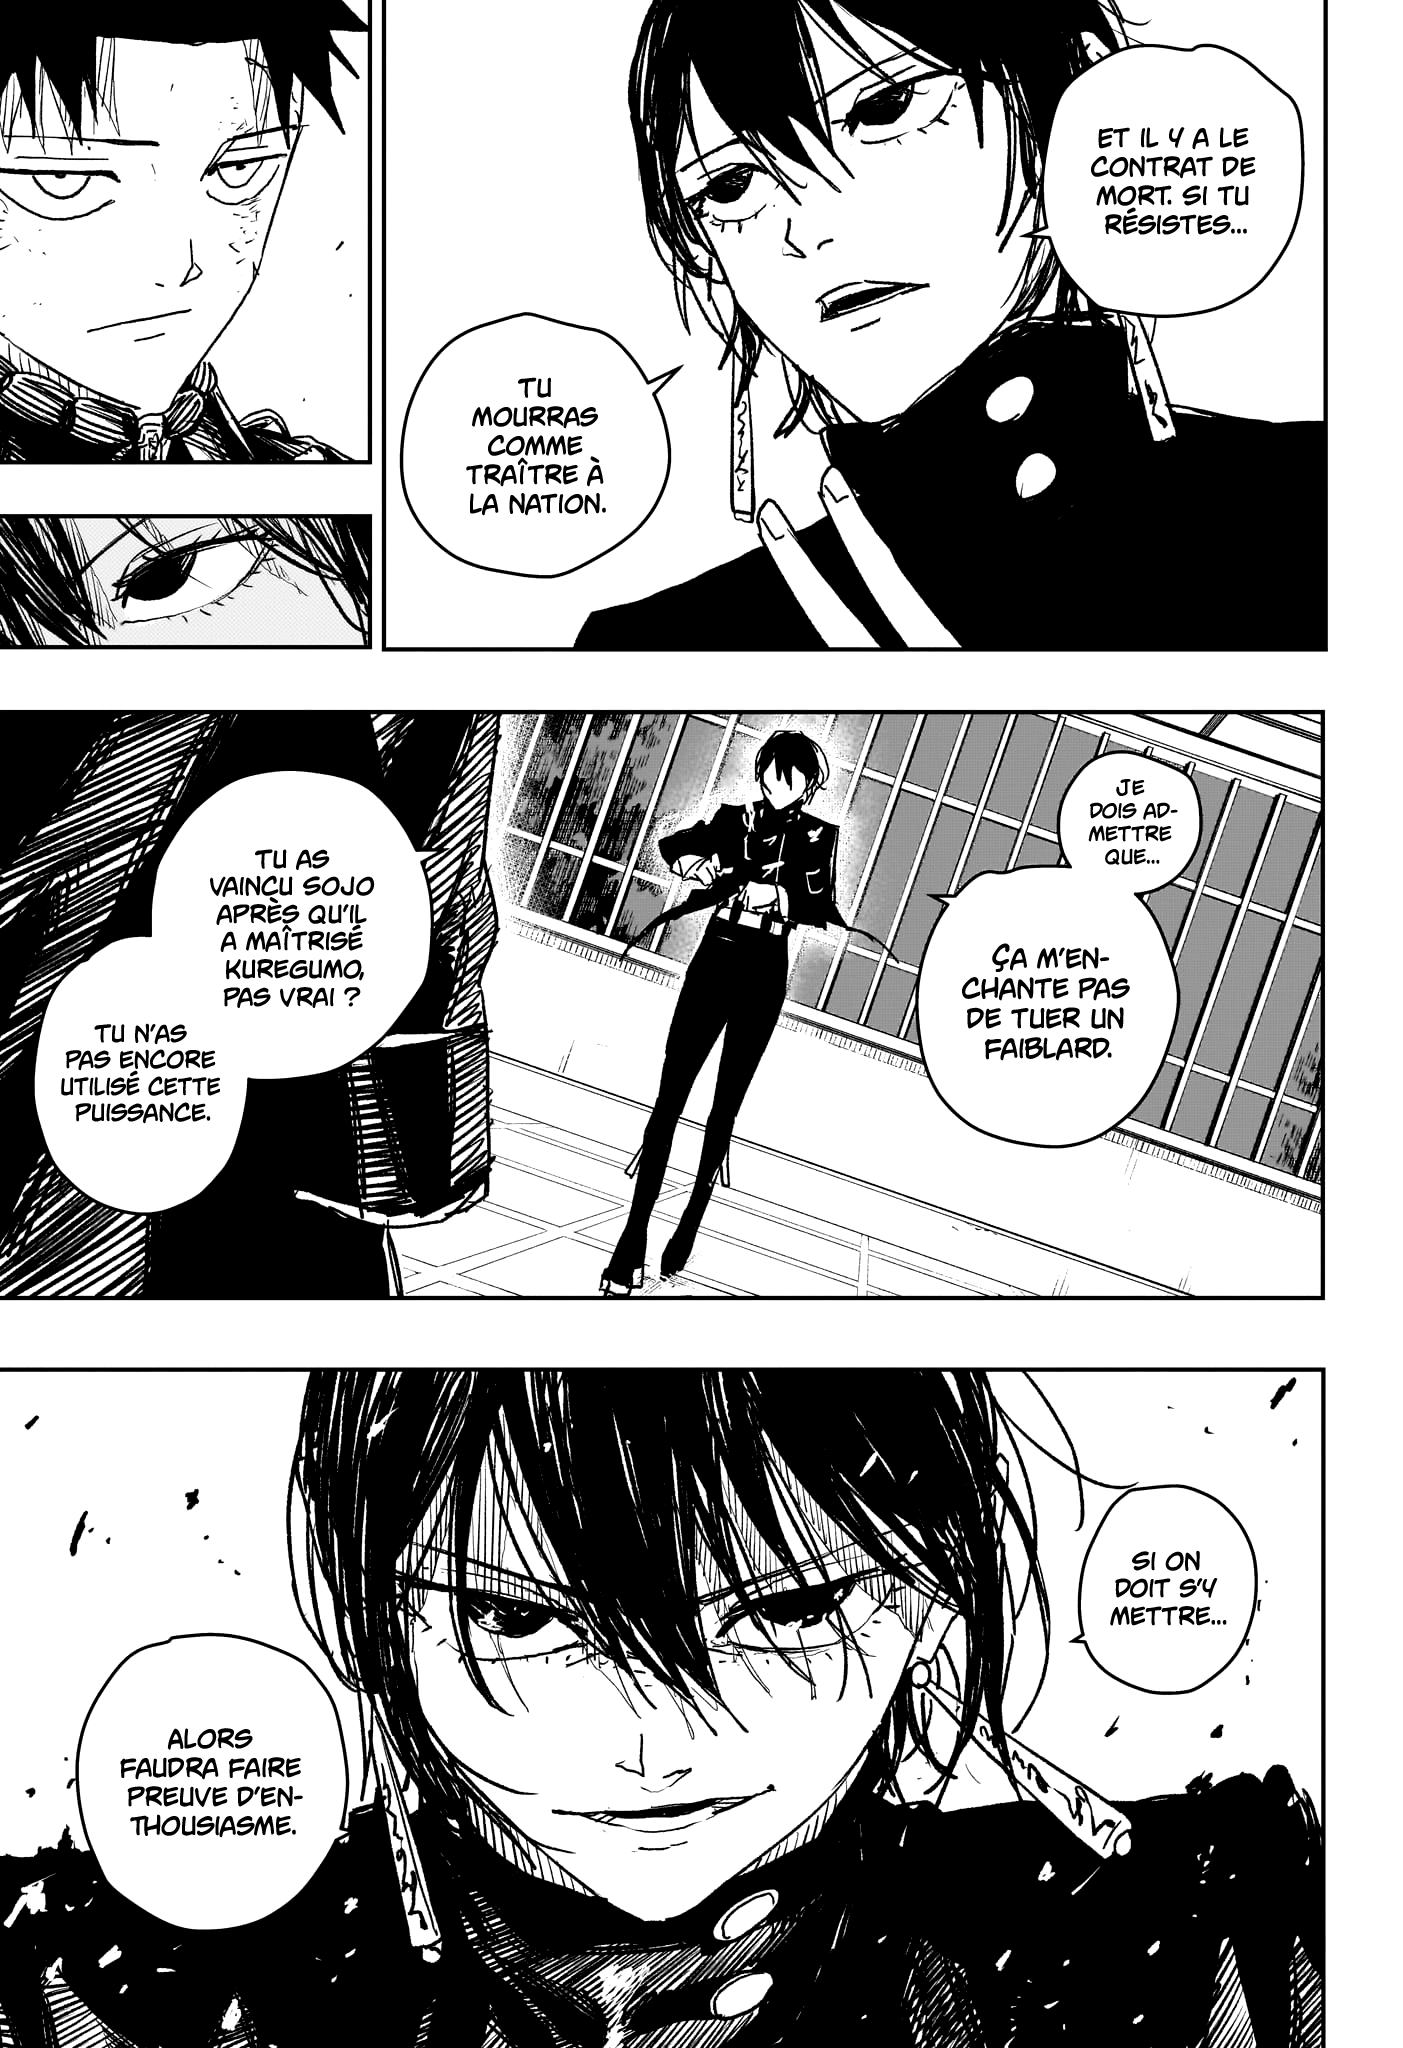 ET IL Y A LE
CONTRAT DE
MORT. SI TU
RÉSISTES...
TU
MOURRAS
COMME
TRAÎTRE À
LA NATION.
JE
DOIS AD-
METTRE
QUE...
ÇA M'EN-
CHANTE PAS
DE TUER UN
FAIBLARD.
TU AS
VAINCU SOJO
APRÈS QU'IL
A MAÎTRISÉ
KUREGUMO,
PAS VRAI ?
TU N'AS
PAS ENCORE
UTILISÉ CETTE
PUISSANCE.
SI ON
DOIT S'Y
METTRE...
ALORS
FAUDRA FAIRE
PREUVE D'EN-
THOUSIASME.